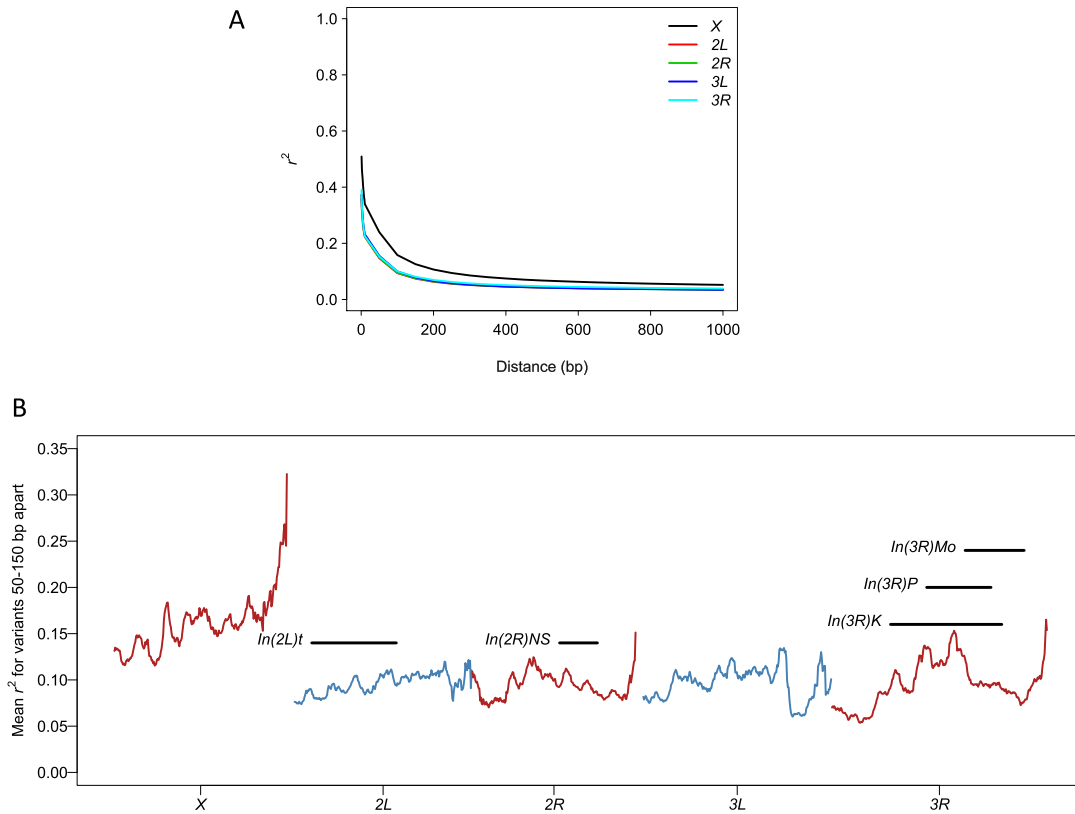 A
1.0
0.8
0.6
0.4
0.2
0.0
r2
X
2L
2R
3L
3R
0 200 400 600 800 1000
Distance (bp)
B
0.35
0.30
0.25
0.20
0.15
0.10
0.05
0.00
Mean r2 for variants 50-150 bp apart
In(2L)t
In(2R)NS
In(3R)Mo
In(3R)P
In(3R)K
X 2L 2R 3L 3R